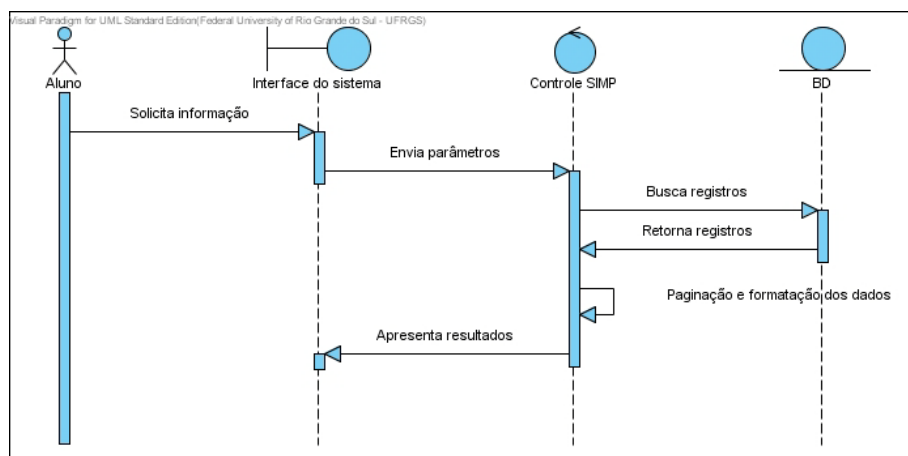 Visual Paradigm for UML Standard Edition(Federal University of Rio Grande do Sul - UFRGS)
Aluno
Interface do sistema
Controle SIMP
BD
Solicita informação
Envia parâmetros
Busca registros
Retorna registros
Paginação e formatação dos dados
Apresenta resultados